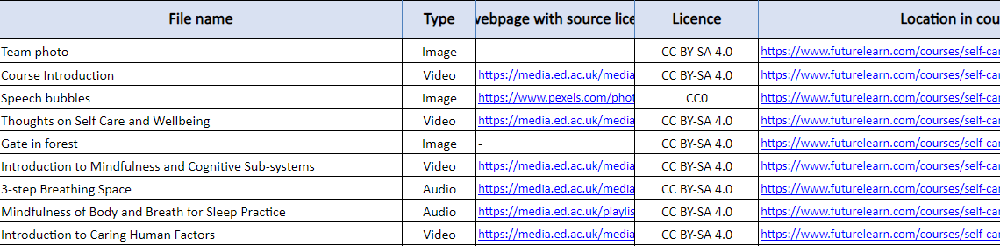 File name Type webpage with source lice Licence Location in cou
Team photo Image - CC BY-SA 4.0 https://www.futurelearn.com/courses/self-car
Course Introduction Video https://media.ed.ac.uk/media CC BY-SA 4.0 https://www.futurelearn.com/courses/self-car
Speech bubbles Image https://www.pexels.com/phot CC0 https://www.futurelearn.com/courses/self-car
Thoughts on Self Care and Wellbeing Video https://media.ed.ac.uk/media CC BY-SA 4.0 https://www.futurelearn.com/courses/self-car
Gate in forest Image - CC BY-SA 4.0 https://www.futurelearn.com/courses/self-car
Introduction to Mindfulness and Cognitive Sub-systems Video https://media.ed.ac.uk/media CC BY-SA 4.0 https://www.futurelearn.com/courses/self-car
3-step Breathing Space Audio https://media.ed.ac.uk/media CC BY-SA 4.0 https://www.futurelearn.com/courses/self-car
Mindfulness of Body and Breath for Sleep Practice Audio https://media.ed.ac.uk/playlis CC BY-SA 4.0 https://www.futurelearn.com/courses/self-car
Introduction to Caring Human Factors Video https://media.ed.ac.uk/media CC BY-SA 4.0 https://www.futurelearn.com/courses/self-car